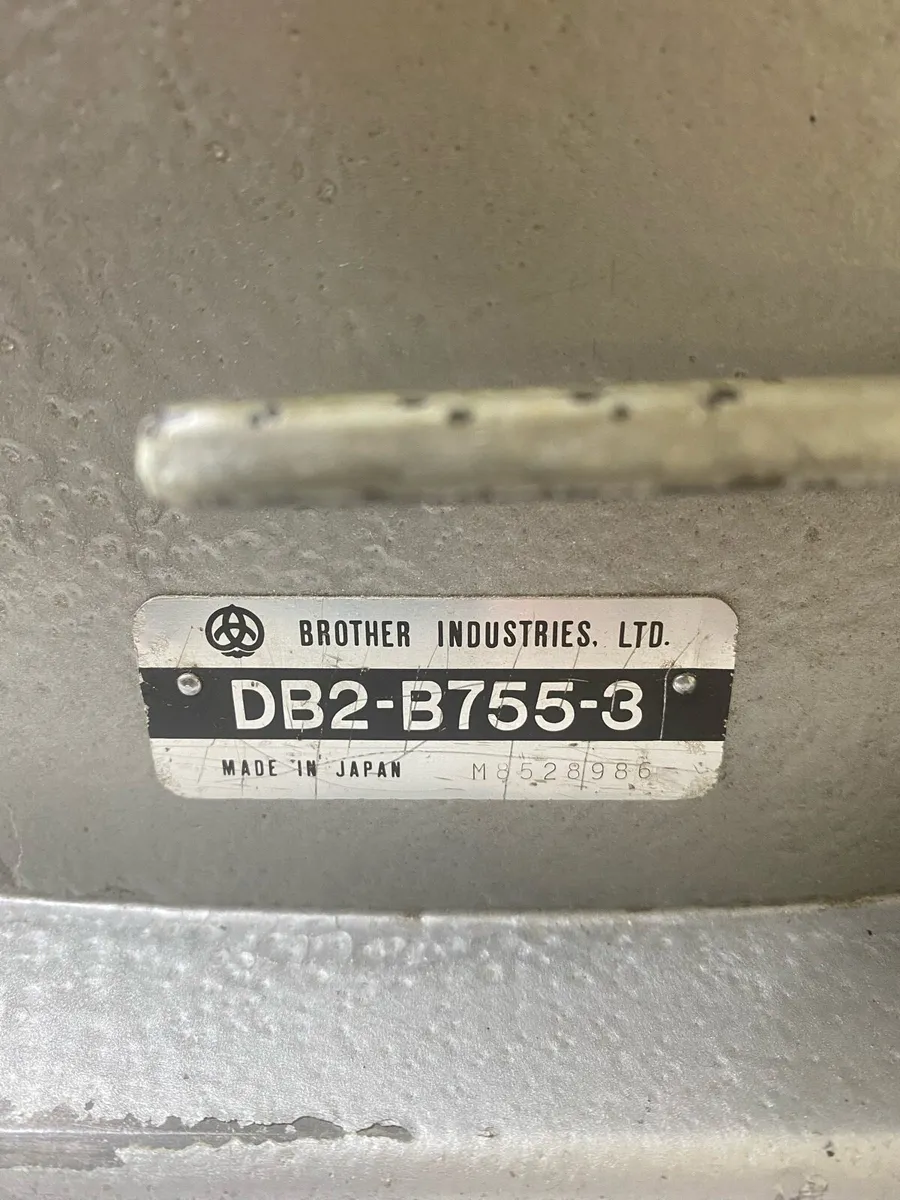 BROTHER INDUSTRIES, LTD.
DB2-B755-3
MADE IN JAPAN M8528986